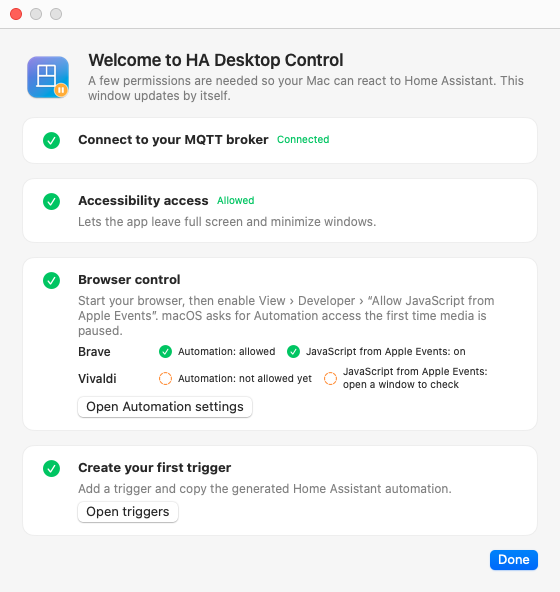 Welcome to HA Desktop Control
A few permissions are needed so your Mac can react to Home Assistant. This
window updates by itself.
Connect to your MQTT broker Connected
Accessibility access Allowed
Lets the app leave full screen and minimize windows.
Browser control
Start your browser, then enable View › Developer › “Allow JavaScript from
Apple Events”. macOS asks for Automation access the first time media is
paused.
Brave Automation: allowed JavaScript from Apple Events: on
Vivaldi Automation: not allowed yet JavaScript from Apple Events:
open a window to check
Open Automation settings
Create your first trigger
Add a trigger and copy the generated Home Assistant automation.
Open triggers
Done